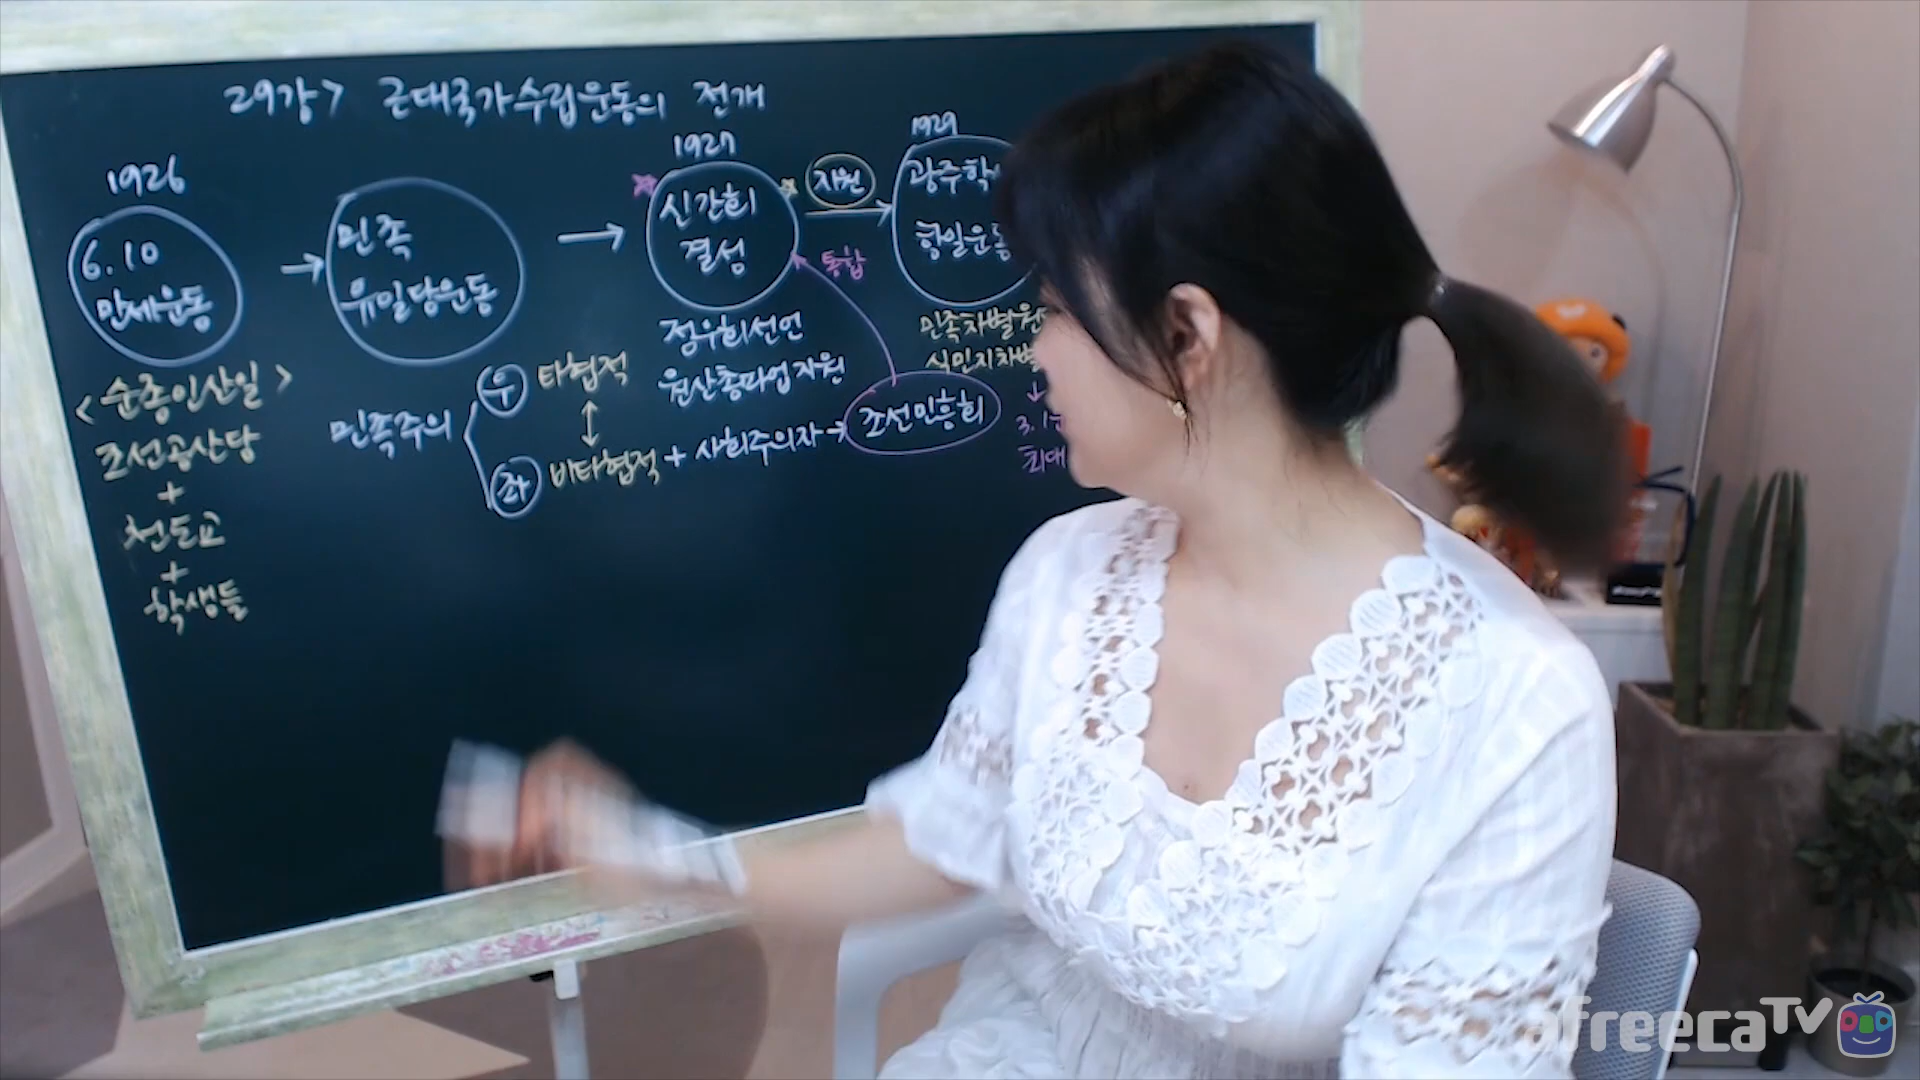 29강> 근대국가수립운동의 전개
1926
6.10
만세운동
<순종인산일>
조선공산당
+
천도교
+
학생들
민족
유일당운동
민족주의
우 타협적
좌 비타협적 + 사회주의자
조선민흥회
통합
1927
신간회
결성
정우회선언
원산총파업지원
지원
1929
광주학
항일운동
민족차별
식민지차별
3.1
최대
afreecaTV